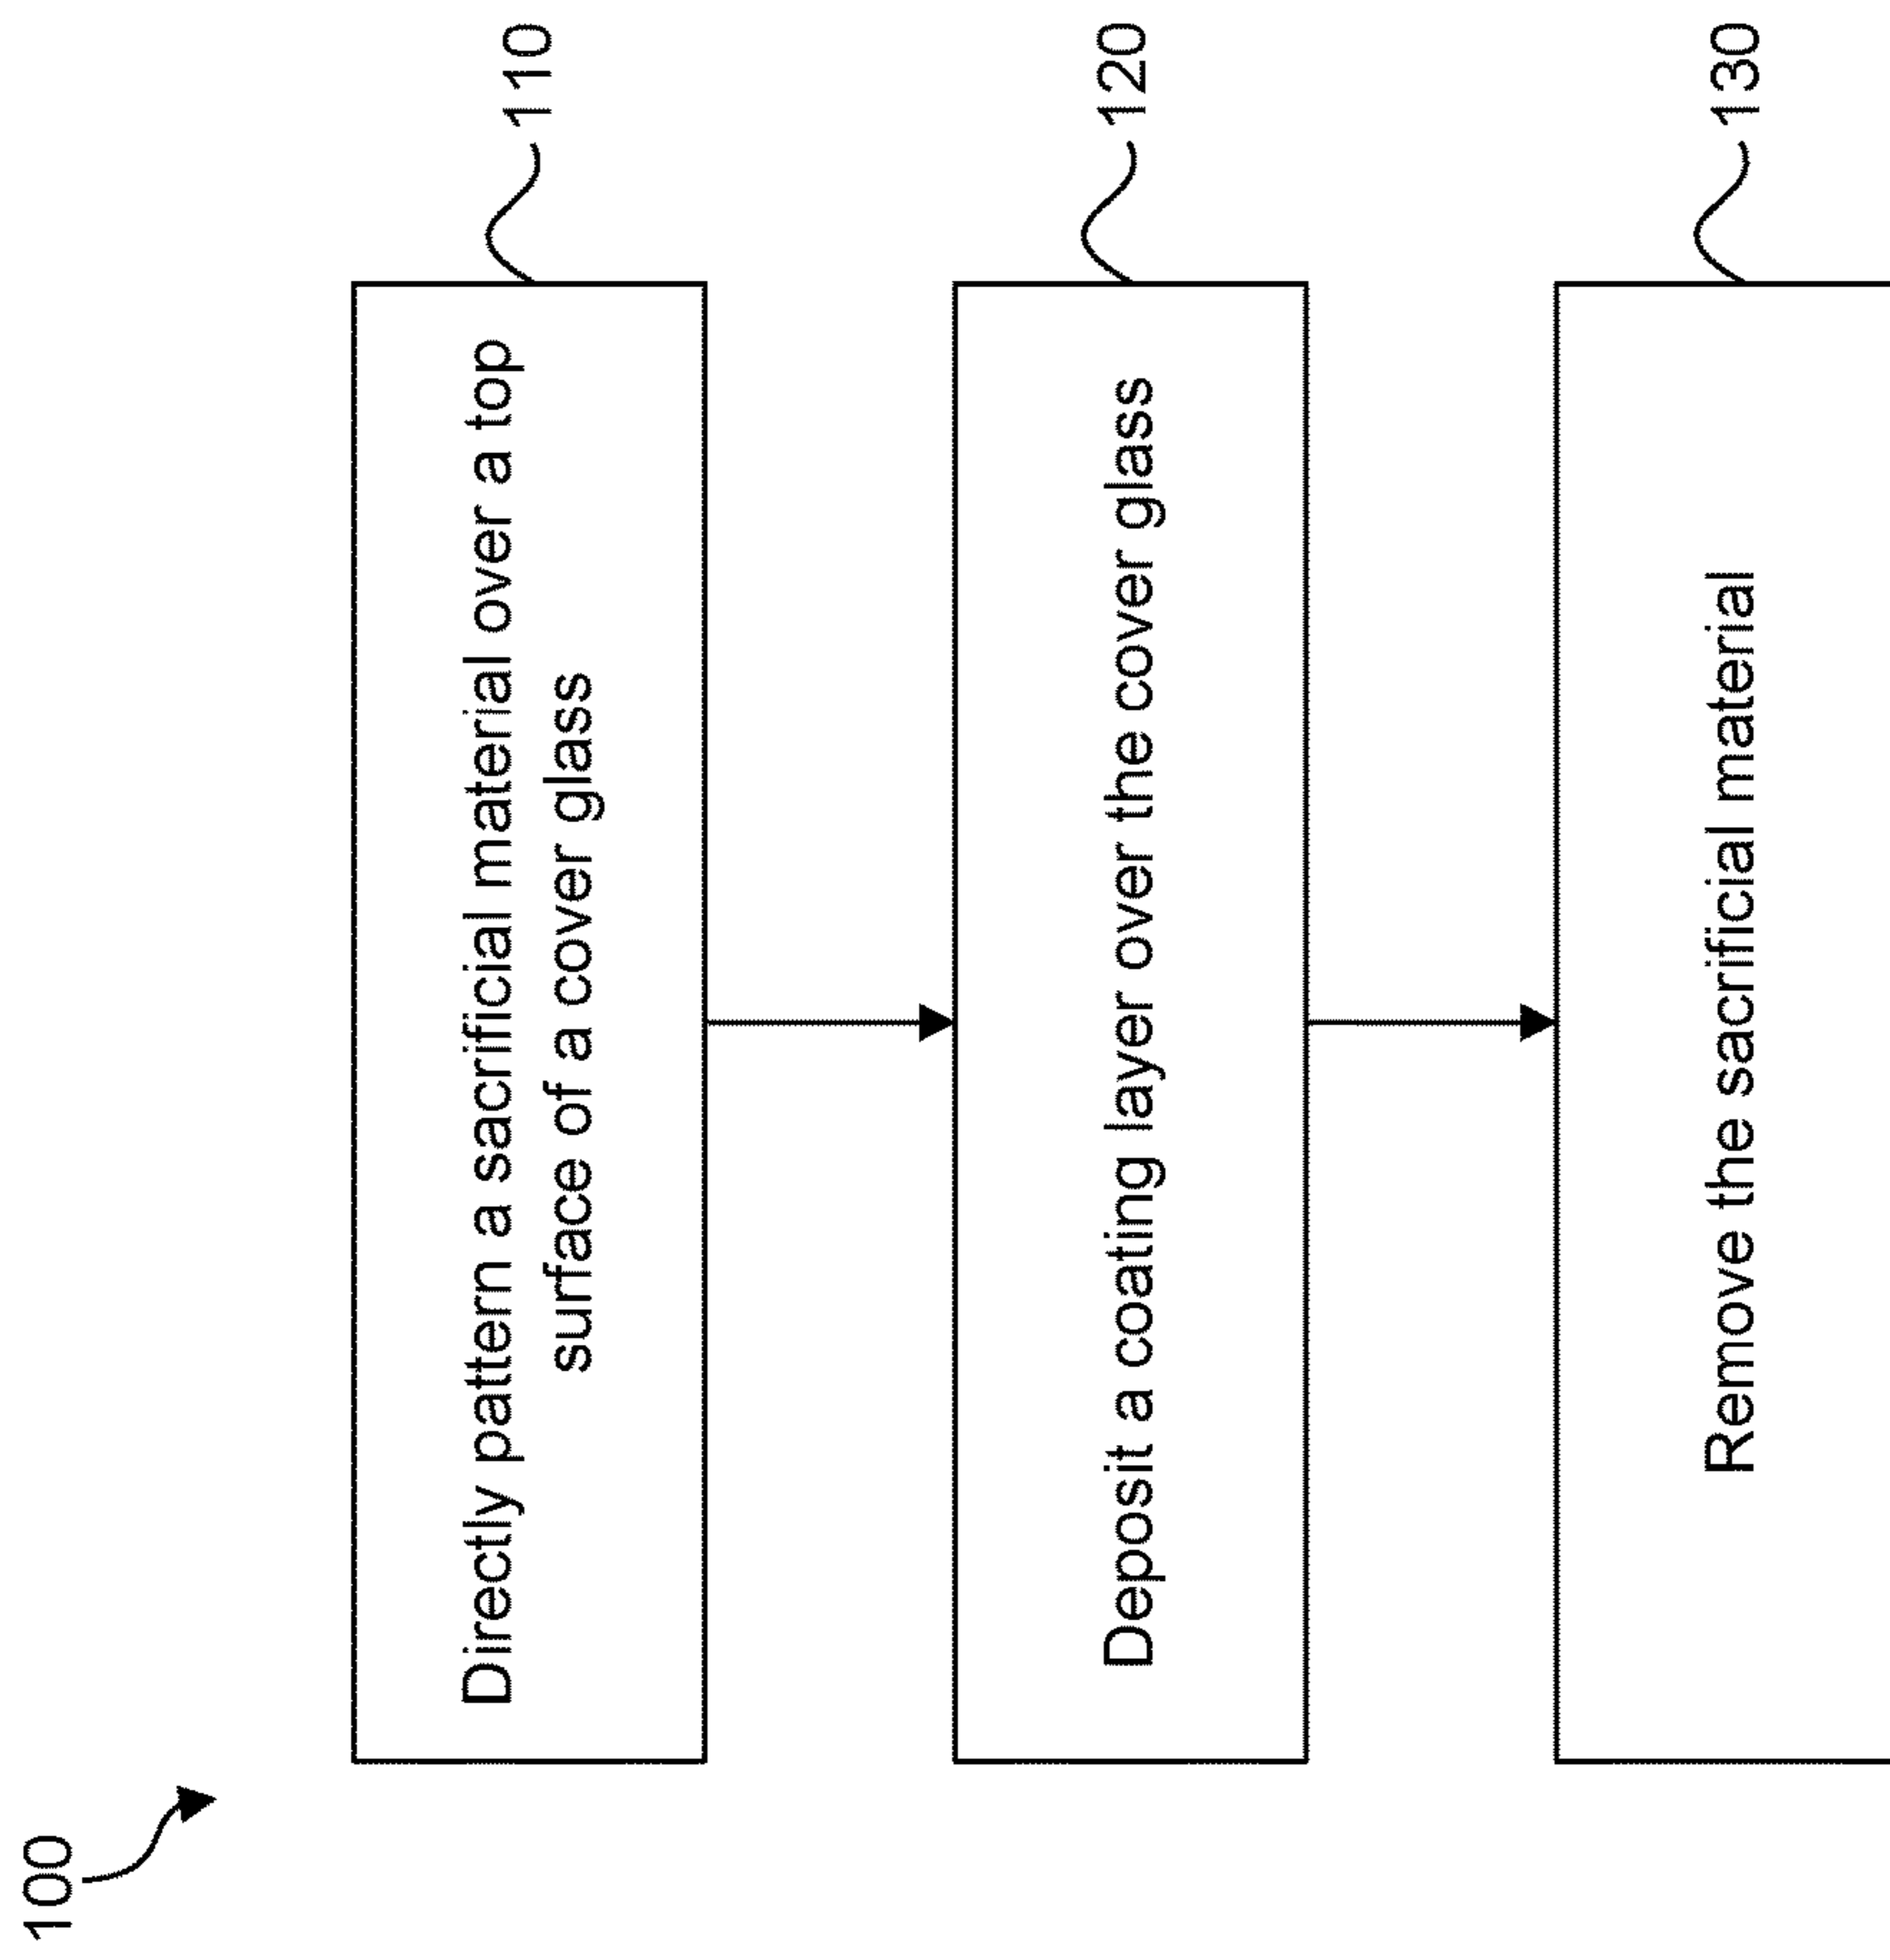 100
Directly pattern a sacrificial material over a top
surface of a cover glass
110
Deposit a coating layer over the cover glass
120
Remove the sacrificial material
130